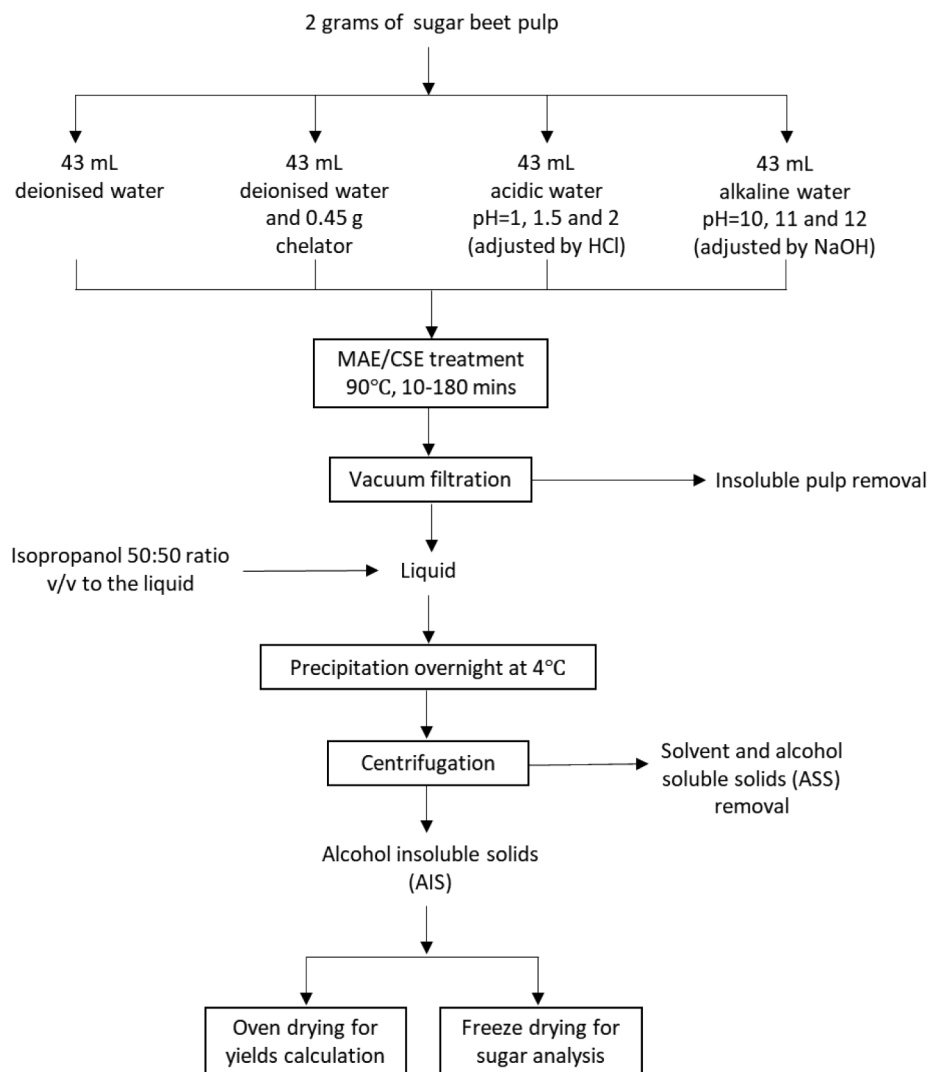 2 grams of sugar beet pulp
43 mL
deionised water
43 mL
deionised water
and 0.45 g
chelator
43 mL
acidic water
pH=1, 1.5 and 2
(adjusted by HCl)
43 mL
alkaline water
pH=10, 11 and 12
(adjusted by NaOH)
MAE/CSE treatment
90℃, 10-180 mins
Vacuum filtration
Insoluble pulp removal
Isopropanol 50:50 ratio
v/v to the liquid
Liquid
Precipitation overnight at 4℃
Centrifugation
Solvent and alcohol
soluble solids (ASS)
removal
Alcohol insoluble solids
(AIS)
Oven drying for
yields calculation
Freeze drying for
sugar analysis